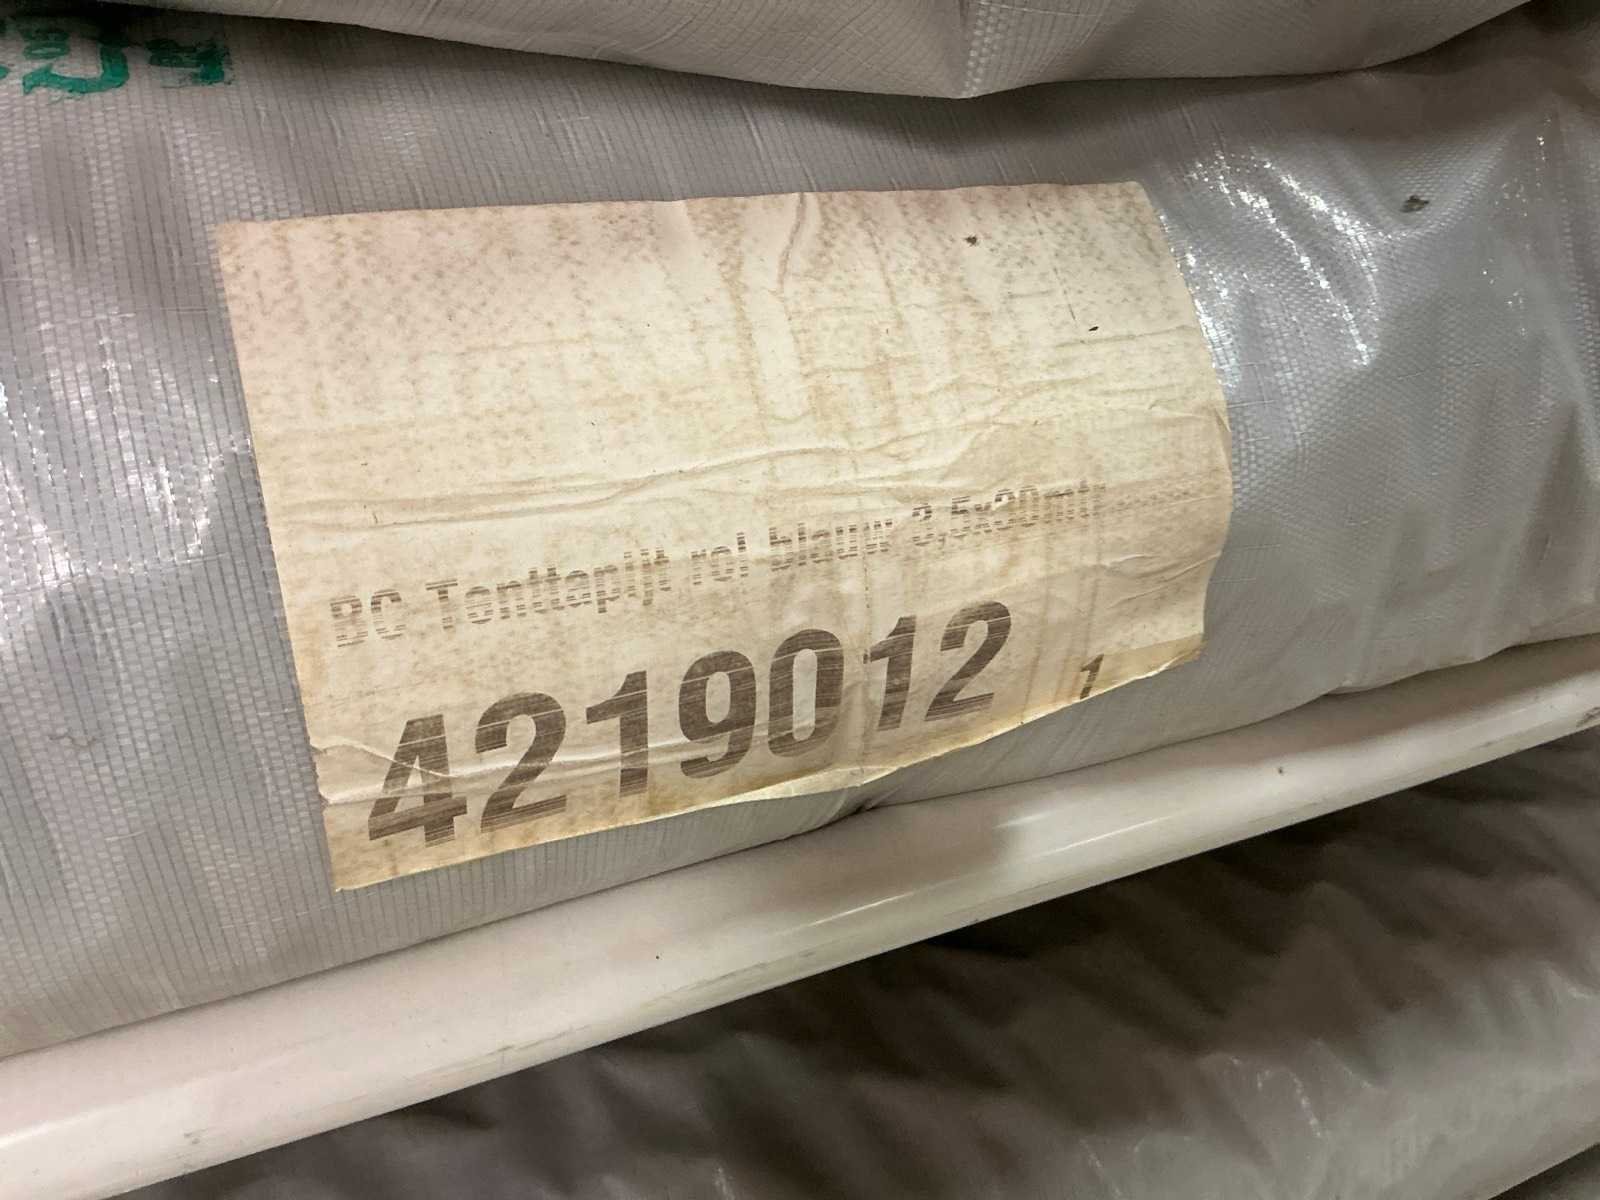 BC Tenttapijt rol blauw 3,5x30mtr
4219012 1